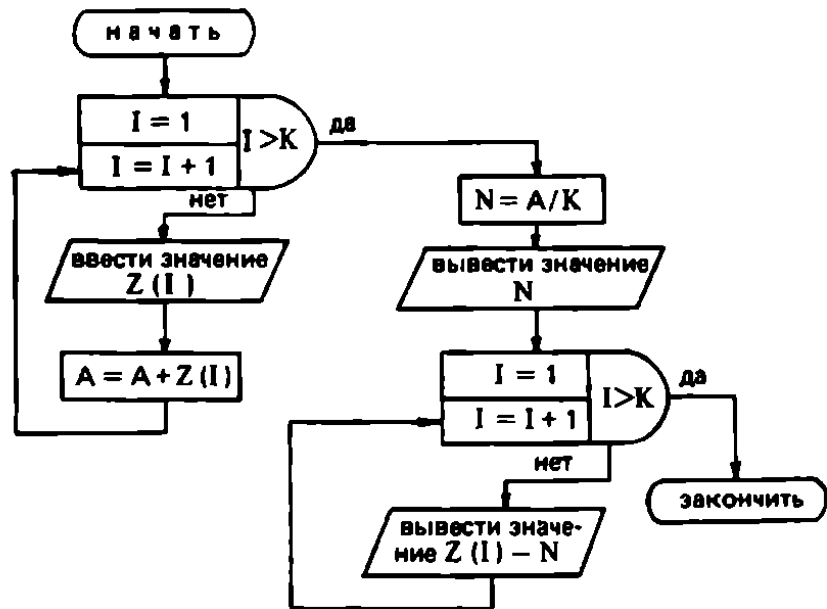 начать
I = 1
I = I + 1
I > K
да
нет
ввести значение
Z (I)
A = A + Z (I)
N = A / K
вывести значение
N
I = 1
I = I + 1
I > K
да
нет
вывести значе-
ние Z (I) – N
закончить